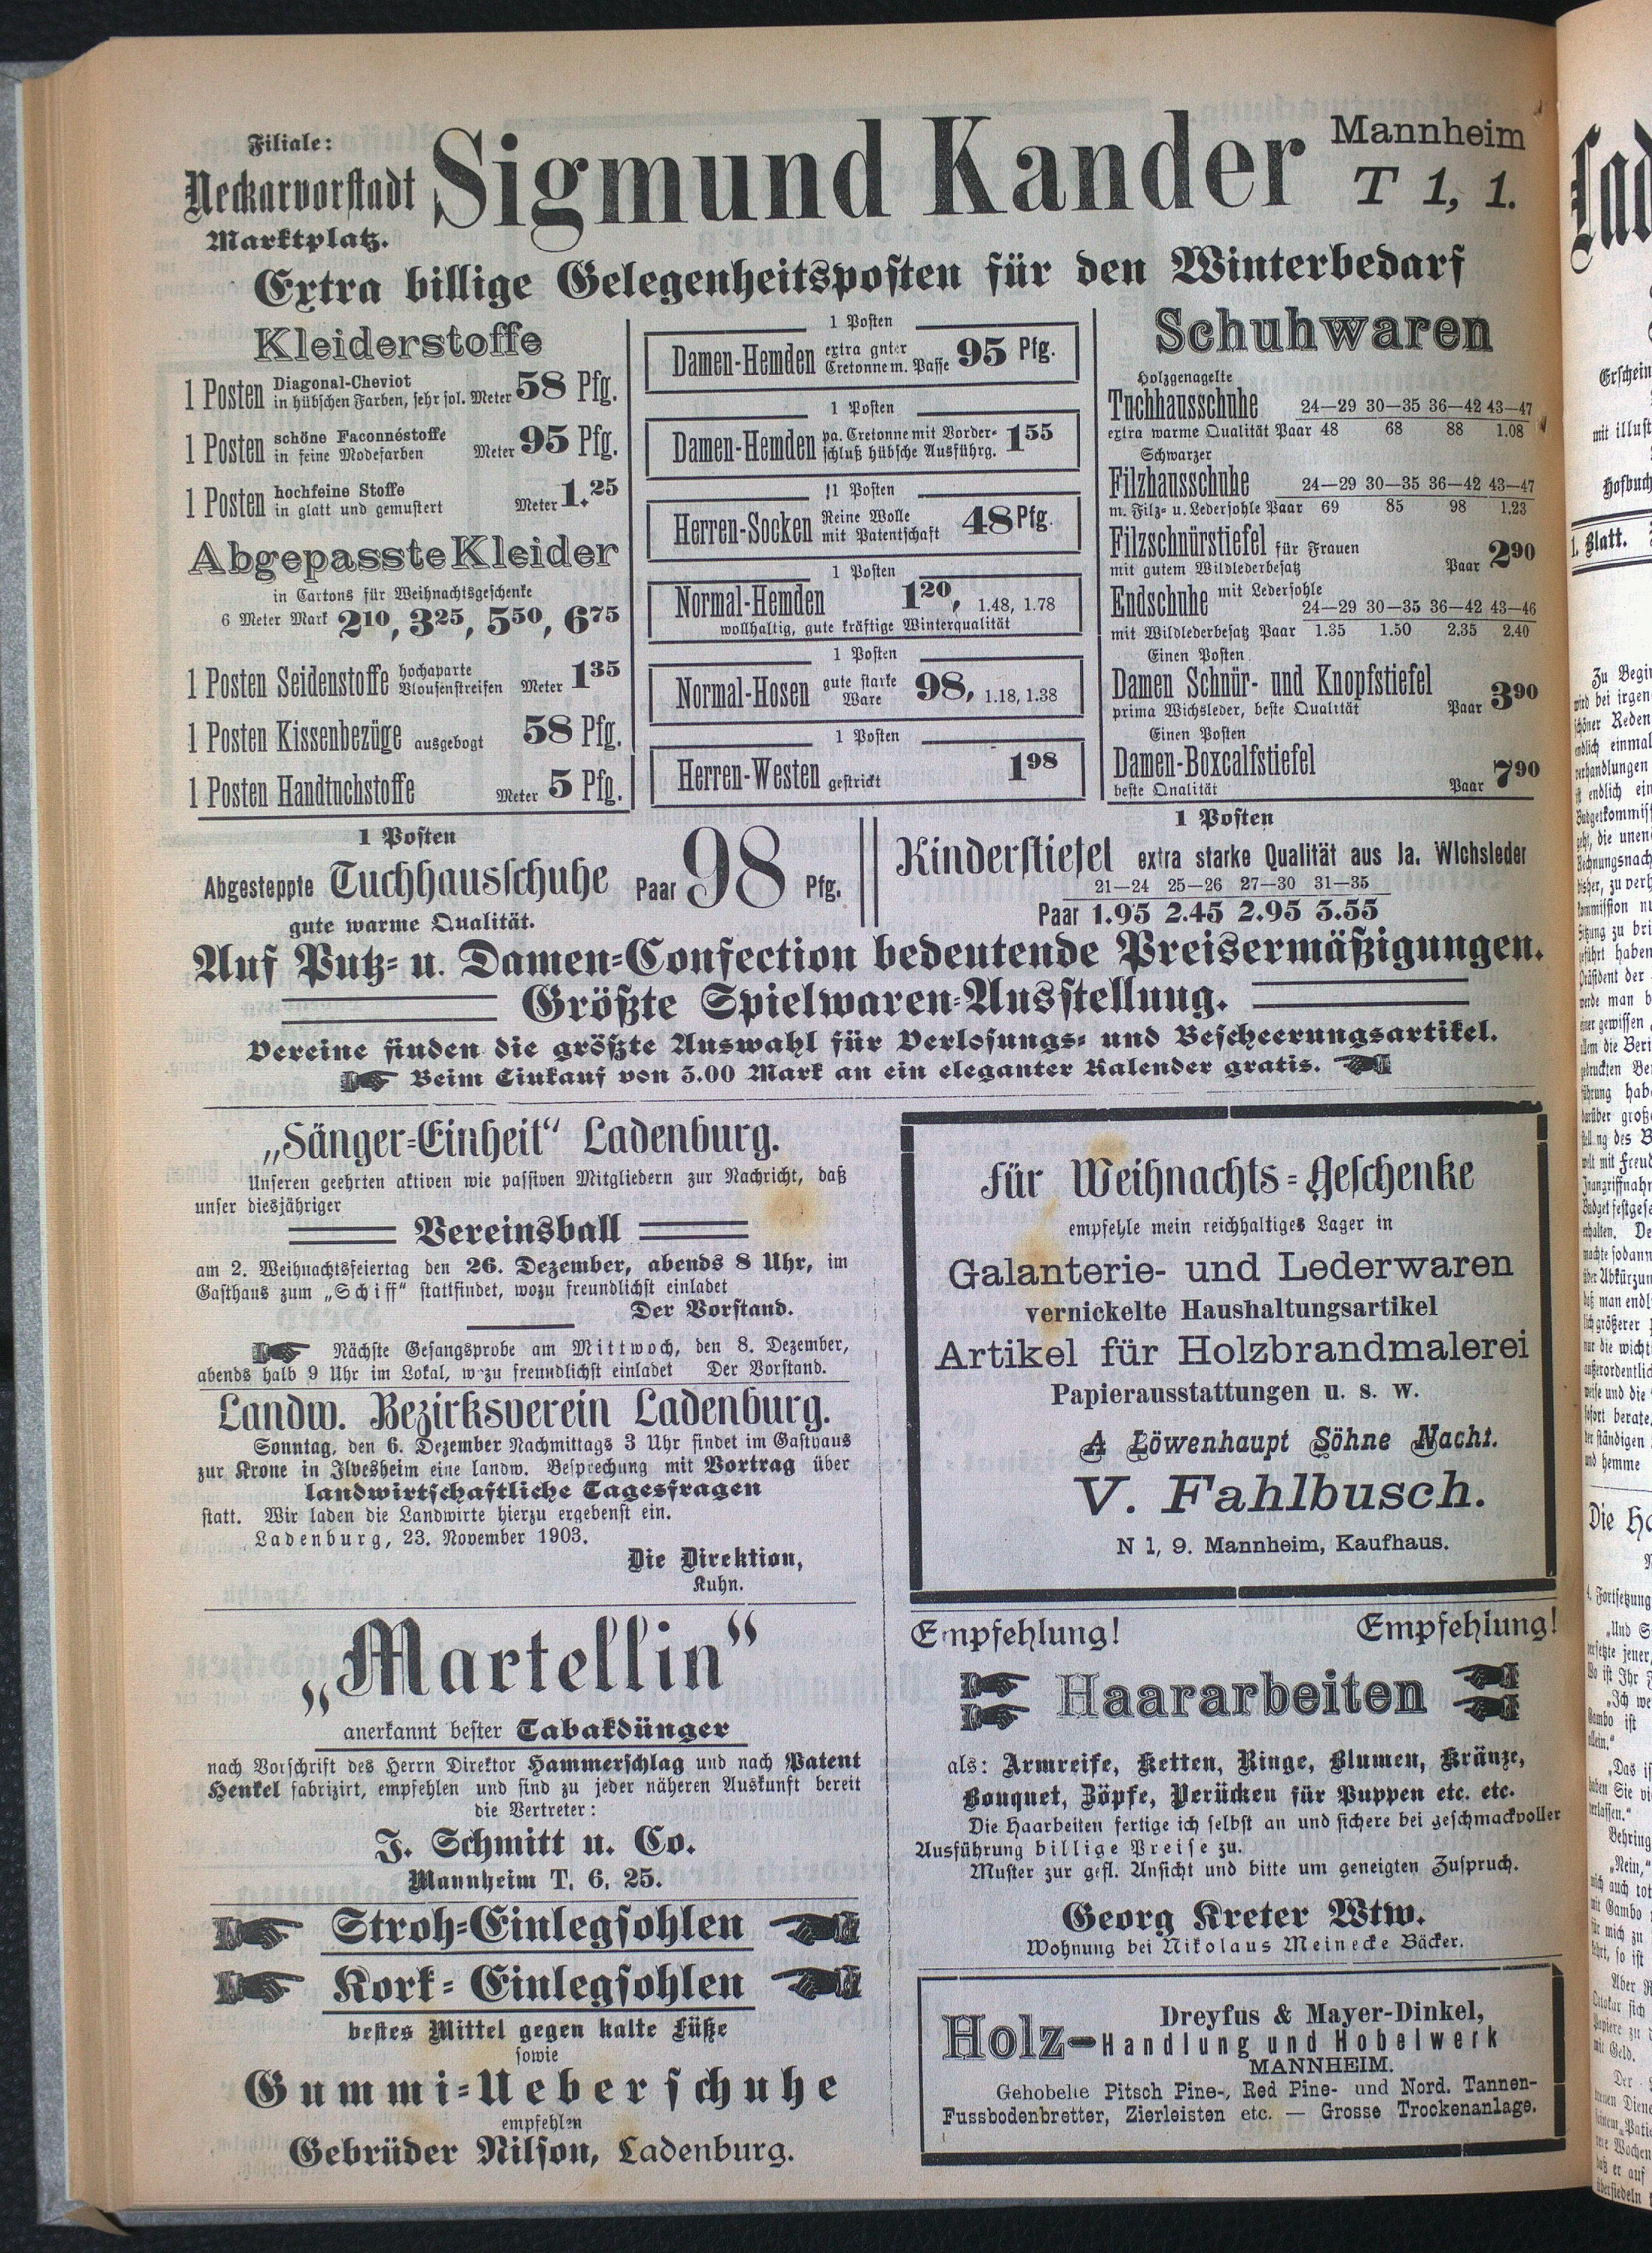 Filiale:
Neckarvorstadt
Marktplatz.
Sigmund Kander
Mannheim
T 1, 1.
Extra billige Gelegenheitsposten für den Winterbedarf
Kleiderstoffe
1 Posten Diagonal-Cheviot in hübschen Farben, sehr sol. Meter 58 Pfg.
1 Posten schöne Faconnéstoffe in feine Modefarben Meter 95 Pfg.
1 Posten hochfeine Stoffe in glatt und gemustert Meter 1.25
Abgepasste Kleider
in Cartons für Weihnachtsgeschenke
6 Meter Mark 2 10, 3 25, 5 50, 6 75
1 Posten Seidenstoffe hochaparte Blousenstreifen Meter 1 35
1 Posten Kissenbezüge ausgebogt 58 Pfg.
1 Posten Handtuchstoffe Meter 5 Pfg.
1 Posten
Damen-Hemden extra gnter Cretonne m. Passe 95 Pfg.
1 Posten
Damen-Hemden pa. Cretonne mit Vorder- schluß hübsche Ausführg. 1 55
1 Posten
Herren-Socken Reine Wolle mit Patentschaft 48 Pfg.
1 Posten
Normal-Hemden 1 20, 1.48, 1.78
wollhaltig, gute kräftige Winterqualität
1 Posten
Normal-Hosen gute starke Ware 98, 1.18, 1.38
1 Posten
Herren-Westen gestrickt 1 98
Schuhwaren
Holzgenagelte
Tuchhausschuhe 24—29 30—35 36—42 43—47
extra warme Qualität Paar 48 68 88 1.08
Schwarzer
Filzhausschuhe 24—29 30—35 36—42 43—47
m. Filz- u. Ledersohle Paar 69 85 98 1.23
Filzschnürstiefel für Frauen
mit gutem Wildlederbesatz Paar 2 90
Endschuhe mit Ledersohle
24—29 30—35 36—42 43—46
mit Wildlederbesatz Paar 1.35 1.50 2.35 2.40
Einen Posten
Damen Schnür- und Knopfstiefel
prima Wichsleder, beste Qualität Paar 3 90
Einen Posten
Damen-Boxcalfstiefel
beste Qualität Paar 7 90
1 Posten
Abgesteppte Tuchhausschuhe Paar 98 Pfg.
gute warme Qualität.
1 Posten
Kinderstiefel extra starke Qualität aus Ia. Wichsleder
21—24 25—26 27—30 31—35
Paar 1.95 2.45 2.95 3.55
Auf Putz- u. Damen-Confection bedeutende Preisermäßigungen.
Größte Spielwaren-Ausstellung.
Vereine finden die größte Auswahl für Verlosungs- und Bescheerungsartikel.
Beim Einkauf von 3.00 Mark an ein eleganter Kalender gratis.
„Sänger-Einheit“ Ladenburg.
Unseren geehrten aktiven wie passiven Mitgliedern zur Nachricht, daß
unser diesjähriger
Vereinsball
am 2. Weihnachtsfeiertag den 26. Dezember, abends 8 Uhr, im
Gasthaus zum „Schiff“ stattfindet, wozu freundlichst einladet
Der Vorstand.
Nächste Gesangsprobe am Mittwoch, den 8. Dezember,
abends halb 9 Uhr im Lokal, wozu freundlichst einladet Der Vorstand.
Landw. Bezirksverein Ladenburg.
Sonntag, den 6. Dezember Nachmittags 3 Uhr findet im Gasthaus
zur Krone in Ilvesheim eine landw. Besprechung mit Vortrag über
landwirtschaftliche Tagesfragen
statt. Wir laden die Landwirte hierzu ergebenst ein.
Ladenburg, 23. November 1903.
Die Direktion,
Kuhn.
„Martellin“
anerkannt bester Tabakdünger
nach Vorschrift des Herrn Direktor Hammerschlag und nach Patent
Henkel fabrizirt, empfehlen und sind zu jeder näheren Auskunft bereit
die Vertreter:
J. Schmitt u. Co.
Mannheim T. 6. 25.
Stroh-Einlegsohlen
Kork-Einlegsohlen
bestes Mittel gegen kalte Füße
sowie
Gummi-Ueberschuhe
empfehlen
Gebrüder Nilson, Ladenburg.
Für Weihnachts-Geschenke
empfehle mein reichhaltiges Lager in
Galanterie- und Lederwaren
vernickelte Haushaltungsartikel
Artikel für Holzbrandmalerei
Papierausstattungen u. s. w.
A Löwenhaupt Söhne Nacht.
V. Fahlbusch.
N 1, 9. Mannheim, Kaufhaus.
Empfehlung! Empfehlung!
Haararbeiten
als: Armreife, Ketten, Ringe, Blumen, Kränze,
Bouquet, Zöpfe, Perücken für Puppen etc. etc.
Die Haarbeiten fertige ich selbst an und sichere bei geschmackvoller
Ausführung billige Preise zu.
Muster zur gefl. Ansicht und bitte um geneigten Zuspruch.
Georg Kreter Wtw.
Wohnung bei Nikolaus Meinecke Bäcker.
Dreyfus & Mayer-Dinkel,
Holz-Handlung und Hobelwerk
MANNHEIM.
Gehobelte Pitsch Pine-, Red Pine- und Nord. Tannen-
Fussbodenbretter, Zierleisten etc. — Grosse Trockenanlage.